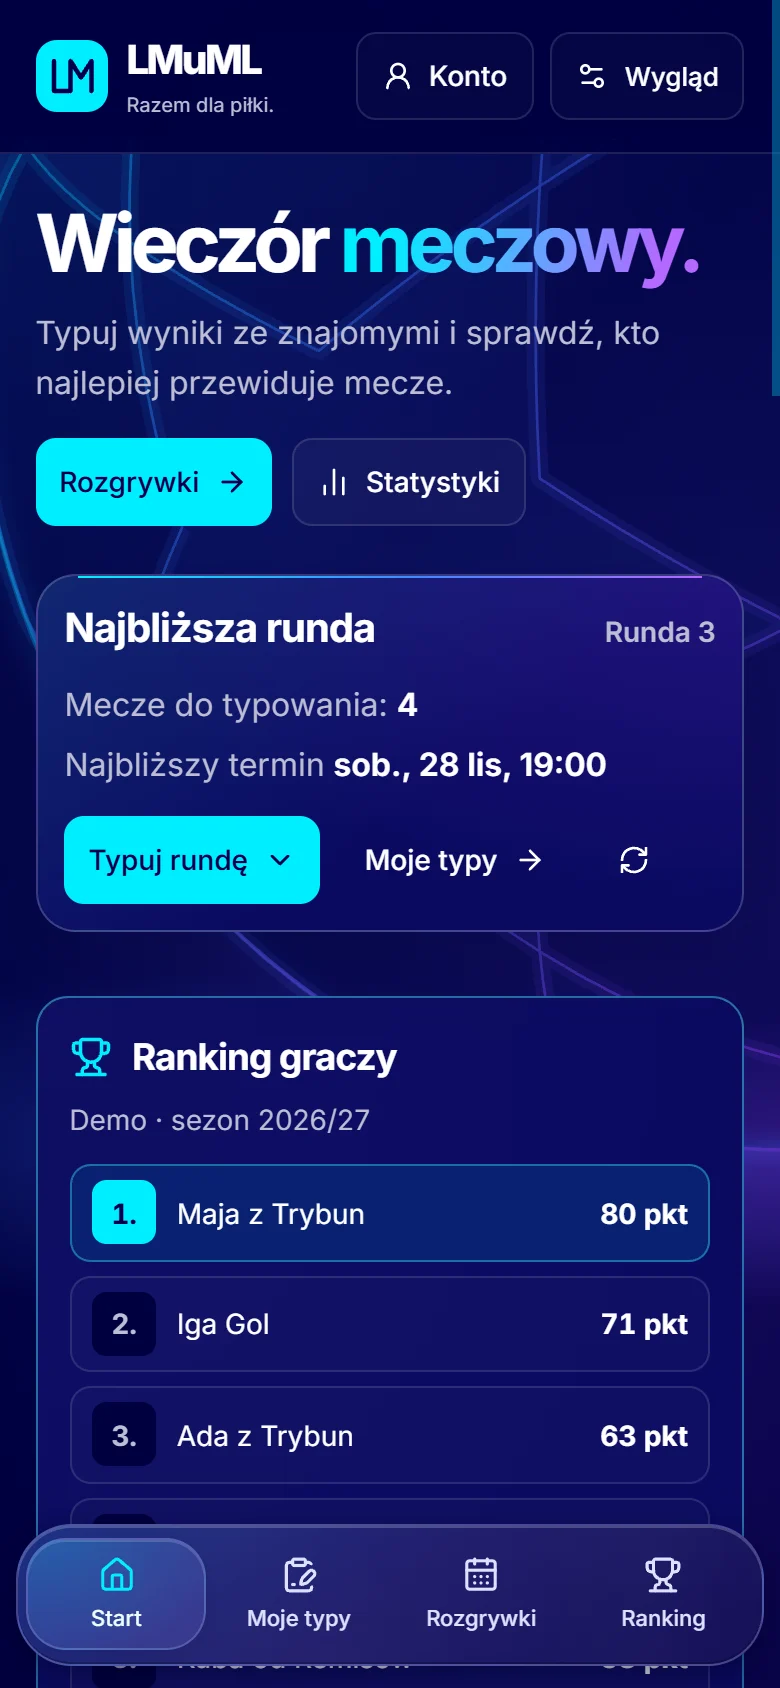 LM
LMuML
Razem dla piłki.
Konto
Wygląd
Wieczór meczowy.
Typuj wyniki ze znajomymi i sprawdź, kto
najlepiej przewiduje mecze.
Rozgrywki
Statystyki
Najbliższa runda
Runda 3
Mecze do typowania: 4
Najbliższy termin sob., 28 lis, 19:00
Typuj rundę
Moje typy
Ranking graczy
Demo · sezon 2026/27
1. Maja z Trybun 80 pkt
2. Iga Gol 71 pkt
3. Ada z Trybun 63 pkt
Start
Moje typy
Rozgrywki
Ranking